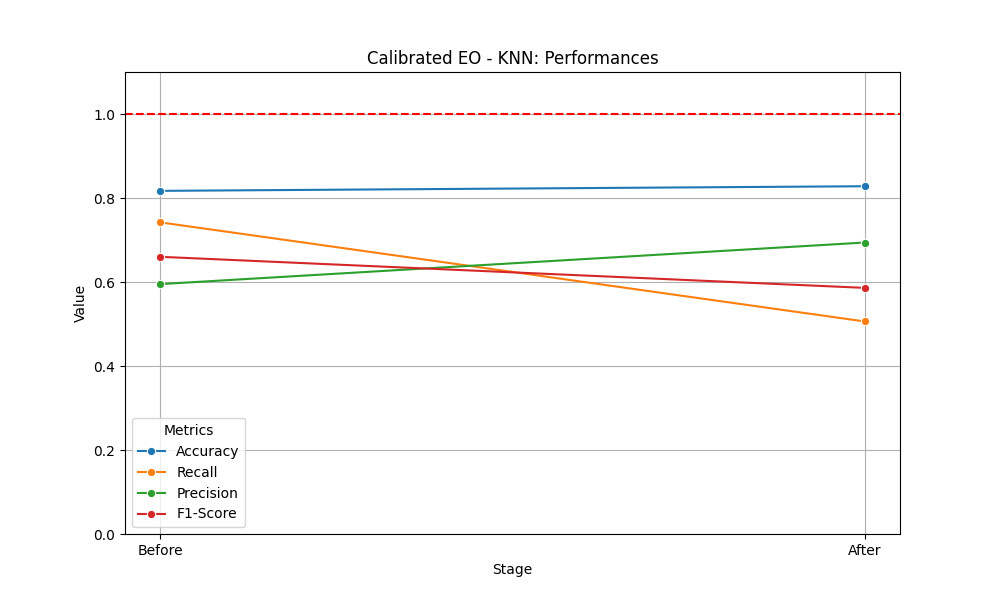 Calibrated EO - KNN: Performances
1.0
0.8
0.6
0.4
0.2
0.0
Value
Metrics
Accuracy
Recall
Precision
F1-Score
Before
After
Stage